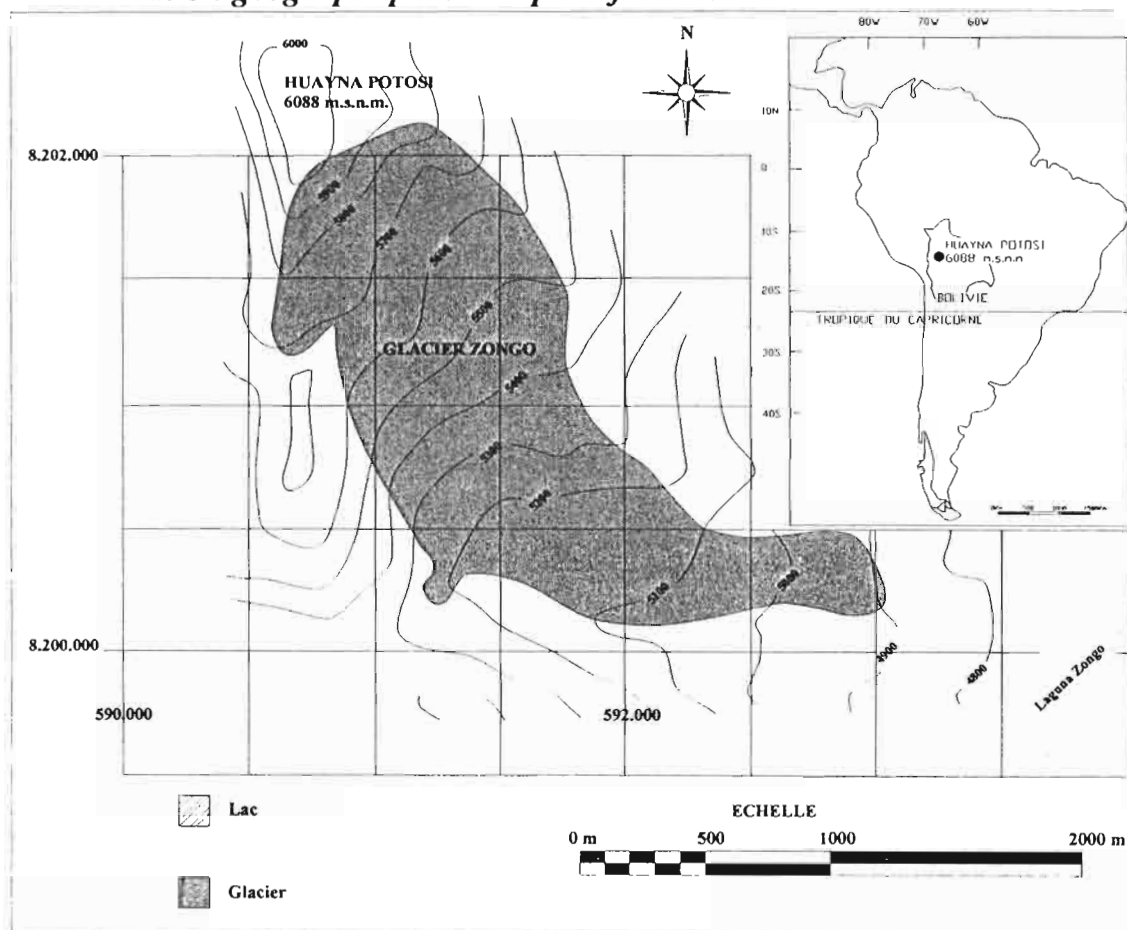 6000
HUAYNA POTOSI
6088 m.s.n.m.
N
8.202.000
5900
5800
5700
5600
5500
GLACIER ZONGO
5400
5300
5200
5100
5000
4900
4800
Laguna Zongo
8.200.000
590.000
592.000
80W 70W 60W
10N
0
10S
20S
30S
40S
HUAYNA POTOSI
6088 m.s.n.n
BOLIVIE
TROPIQUE DU CAPRICORNE
Lac
Glacier
ECHELLE
0 m 500 1000 2000 m